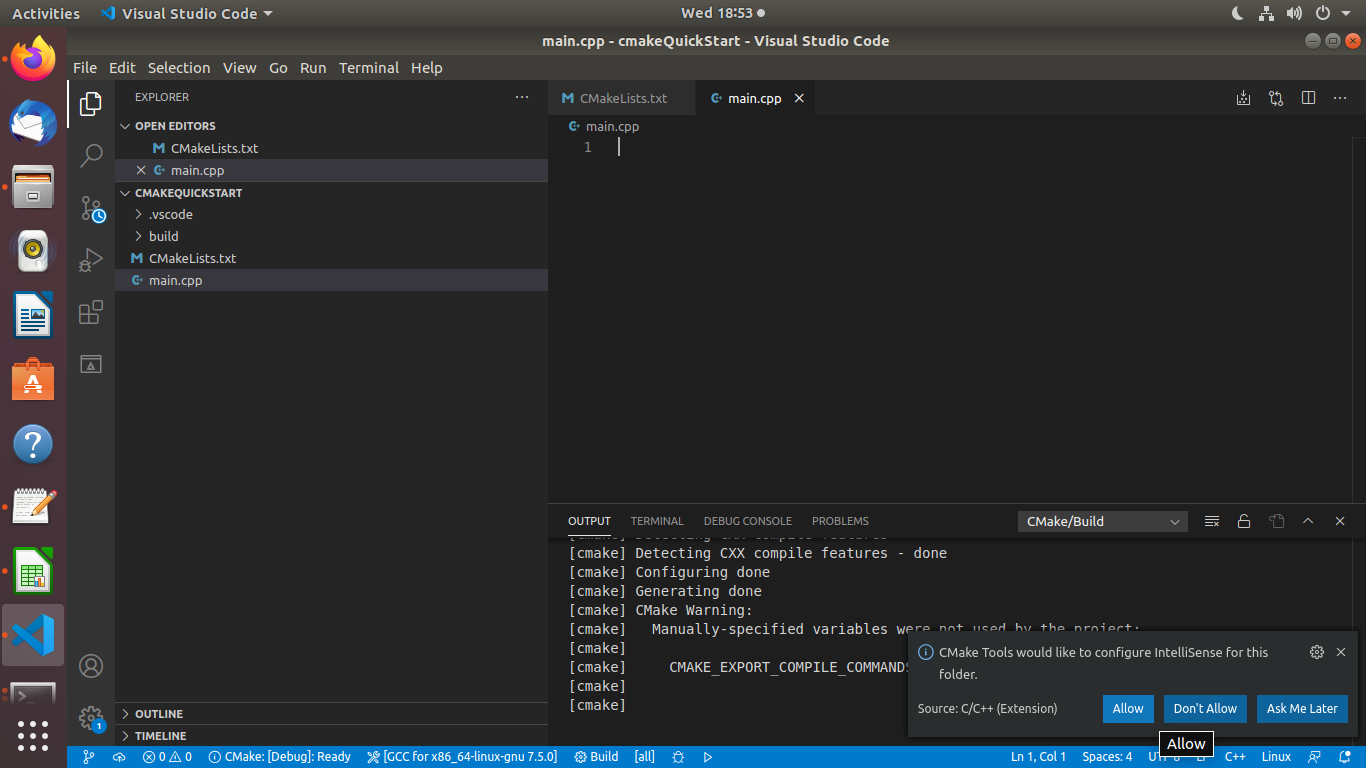 Activities Visual Studio Code Wed 18:53
main.cpp - cmakeQuickStart - Visual Studio Code
File Edit Selection View Go Run Terminal Help
EXPLORER
OPEN EDITORS
CMakeLists.txt
main.cpp
CMAKEQUICKSTART
.vscode
build
CMakeLists.txt
main.cpp
OUTLINE
TIMELINE
1
CMakeLists.txt main.cpp
main.cpp
1
OUTPUT TERMINAL DEBUG CONSOLE PROBLEMS CMake/Build
[cmake] Detecting CXX compile features
[cmake] Detecting CXX compile features - done
[cmake] Configuring done
[cmake] Generating done
[cmake] CMake Warning:
[cmake] Manually-specified variables were not used by the project:
[cmake]
[cmake] CMAKE_EXPORT_COMPILE_COMMANDS
[cmake]
[cmake]
CMake Tools would like to configure IntelliSense for this
folder.
Source: C/C++ (Extension) Allow Don't Allow Ask Me Later
Allow
0 0 CMake: [Debug]: Ready [GCC for x86_64-linux-gnu 7.5.0] Build [all] Ln 1, Col 1 Spaces: 4 C++ Linux